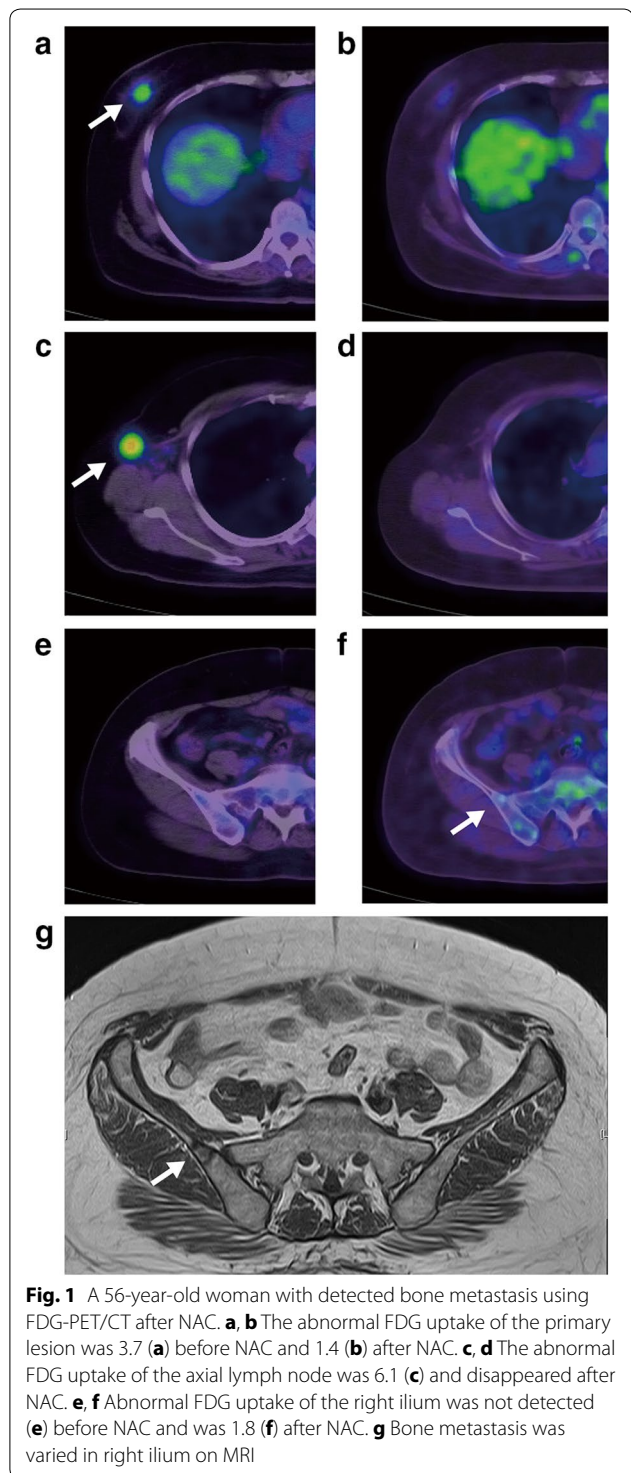 a
b
c
d
e
f
g
Fig. 1 A 56-year-old woman with detected bone metastasis using
FDG-PET/CT after NAC. a, b The abnormal FDG uptake of the primary
lesion was 3.7 (a) before NAC and 1.4 (b) after NAC. c, d The abnormal
FDG uptake of the axial lymph node was 6.1 (c) and disappeared after
NAC. e, f Abnormal FDG uptake of the right ilium was not detected
(e) before NAC and was 1.8 (f) after NAC. g Bone metastasis was
varied in right ilium on MRI